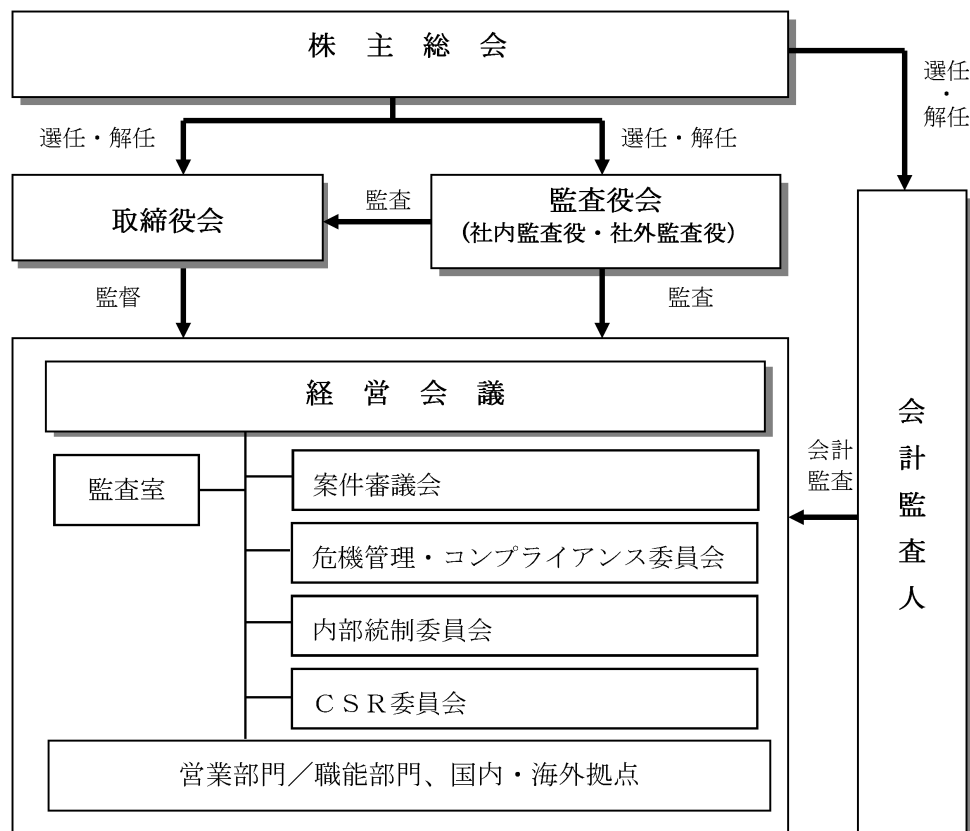 株　主　総　会
選任・解任
選任・解任
選任
・
解任
取締役会
監査
監査役会
（社内監査役・社外監査役）
監督
監査
経　営　会　議
監査室
案件審議会
危機管理・コンプライアンス委員会
内部統制委員会
ＣＳＲ委員会
営業部門／職能部門、国内・海外拠点
会計
監査
会
計
監
査
人